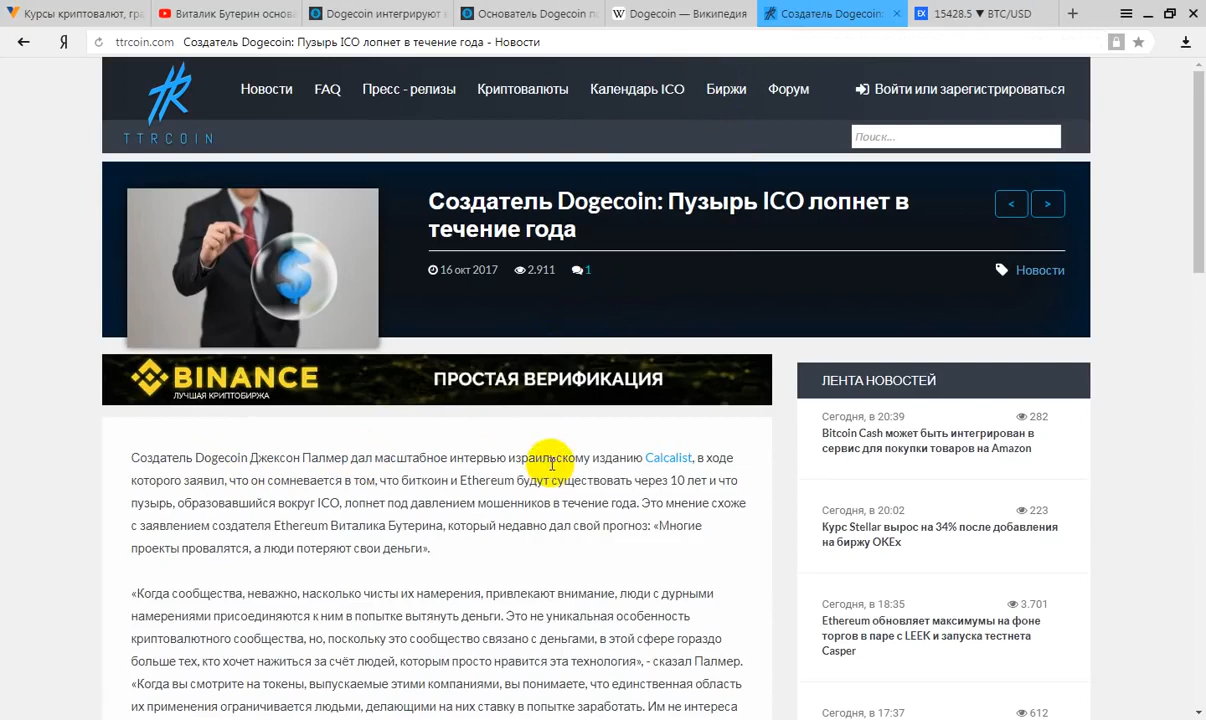 Курсы криптовалют, гра
Виталик Бутерин основа
Dogecoin интегрируют в
Основатель Dogecoin по
Dogecoin — Википедия
Создатель Dogecoin:
15428.5 ▼ BTC/USD
ttrcoin.com Создатель Dogecoin: Пузырь ICO лопнет в течение года - Новости
TTRCOIN
Новости FAQ Пресс - релизы Криптовалюты Календарь ICO Биржи Форум Войти или зарегистрироваться
Поиск...
Создатель Dogecoin: Пузырь ICO лопнет в
течение года
< >
16 окт 2017 2.911 1
Новости
BINANCE
ЛУЧШАЯ КРИПТОБИРЖА
ПРОСТАЯ ВЕРИФИКАЦИЯ
Создатель Dogecoin Джексон Палмер дал масштабное интервью израильскому изданию Calcalist, в ходе
которого заявил, что он сомневается в том, что биткоин и Ethereum будут существовать через 10 лет и что
пузырь, образовавшийся вокруг ICO, лопнет под давлением мошенников в течение года. Это мнение схоже
с заявлением создателя Ethereum Виталика Бутерина, который недавно дал свой прогноз: «Многие
проекты провалятся, а люди потеряют свои деньги».
«Когда сообщества, неважно, насколько чисты их намерения, привлекают внимание, люди с дурными
намерениями присоединяются к ним в попытке вытянуть деньги. Это не уникальная особенность
криптовалютного сообщества, но, поскольку это сообщество связано с деньгами, в этой сфере гораздо
больше тех, кто хочет нажиться за счёт людей, которым просто нравится эта технология», - сказал Палмер.
«Когда вы смотрите на токены, выпускаемые этими компаниями, вы понимаете, что единственная область
их применения ограничивается людьми, делающими на них ставку в попытке заработать. Им не интереса
ЛЕНТА НОВОСТЕЙ
Сегодня, в 20:39 282
Bitcoin Cash может быть интегрирован в
сервис для покупки товаров на Amazon
Сегодня, в 20:02 223
Курс Stellar вырос на 34% после добавления
на биржу OKEx
Сегодня, в 18:35 3.701
Ethereum обновляет максимумы на фоне
торгов в паре с LEEK и запуска тестнета
Casper
Сегодня, в 17:37 612